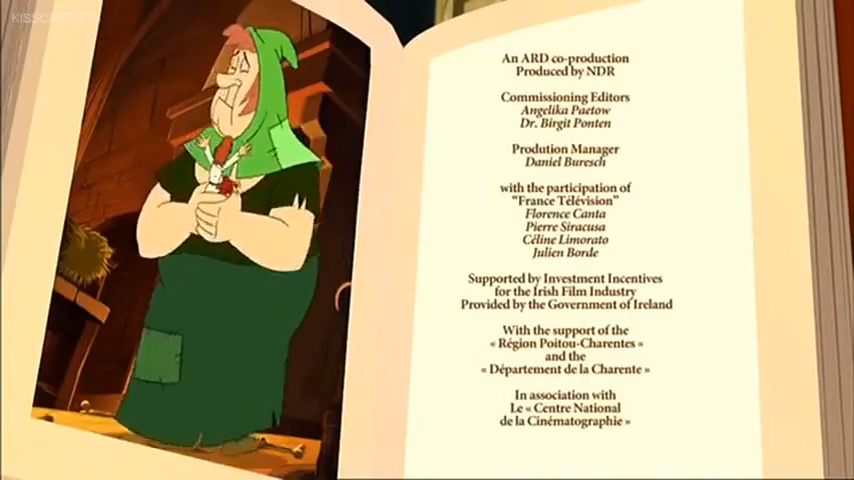 KISSCARTOON
An ARD co-production
Produced by NDR
Commissioning Editors
Angelika Paetow
Dr. Birgit Ponten
Prodution Manager
Daniel Buresch
with the participation of
"France Télévision"
Florence Canta
Pierre Siracusa
Céline Limorato
Julien Borde
Supported by Investment Incentives
for the Irish Film Industry
Provided by the Government of Ireland
With the support of the
« Région Poitou-Charentes »
and the
« Département de la Charente »
In association with
Le « Centre National
de la Cinématographie »